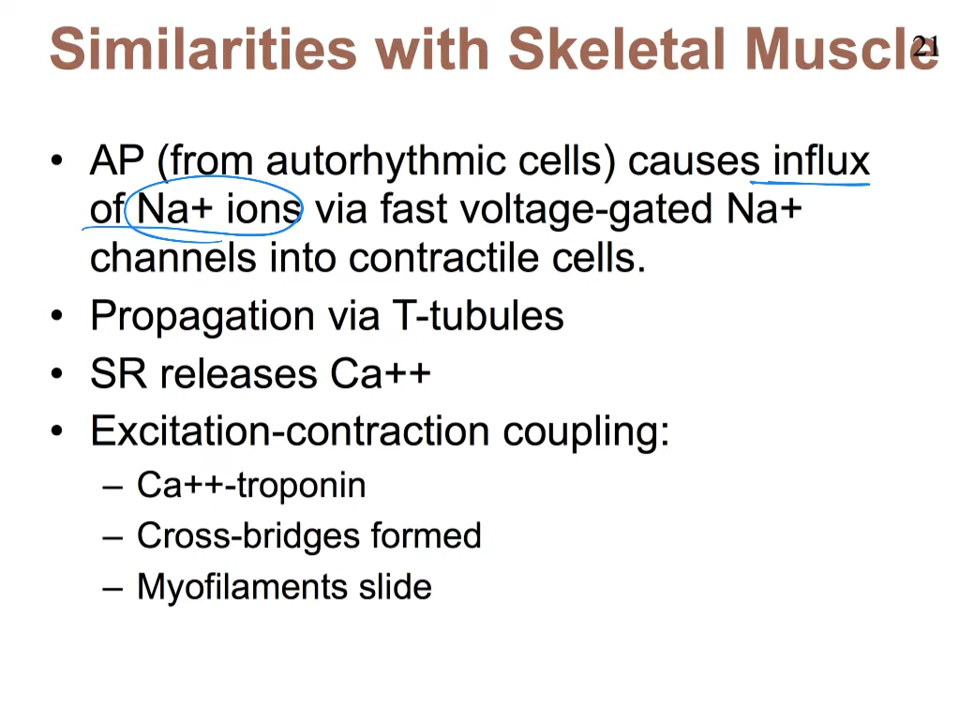 Similarities with Skeletal Muscle
21
• AP (from autorhythmic cells) causes influx
of Na+ ions via fast voltage-gated Na+
channels into contractile cells.
• Propagation via T-tubules
• SR releases Ca++
• Excitation-contraction coupling:
– Ca++-troponin
– Cross-bridges formed
– Myofilaments slide